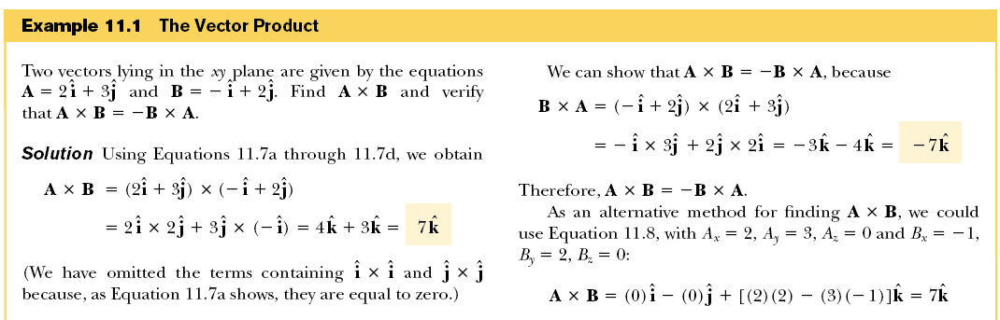 Example 11.1 The Vector Product
Two vectors lying in the xy plane are given by the equations
A = 2î + 3ĵ and B = − î + 2ĵ. Find A × B and verify
that A × B = −B × A.
Solution Using Equations 11.7a through 11.7d, we obtain
A × B = (2î + 3ĵ) × (−î + 2ĵ)
= 2î × 2ĵ + 3ĵ × (−î) = 4k̂ + 3k̂ = 7k̂
(We have omitted the terms containing î × î and ĵ × ĵ
because, as Equation 11.7a shows, they are equal to zero.)
We can show that A × B = −B × A, because
B × A = (−î + 2ĵ) × (2î + 3ĵ)
= − î × 3ĵ + 2ĵ × 2î = −3k̂ − 4k̂ = −7k̂
Therefore, A × B = −B × A.
As an alternative method for finding A × B, we could
use Equation 11.8, with Aₓ = 2, Aᵧ = 3, A_z = 0 and Bₓ = −1,
Bᵧ = 2, B_z = 0:
A × B = (0)î − (0)ĵ + [(2)(2) − (3)(−1)]k̂ = 7k̂